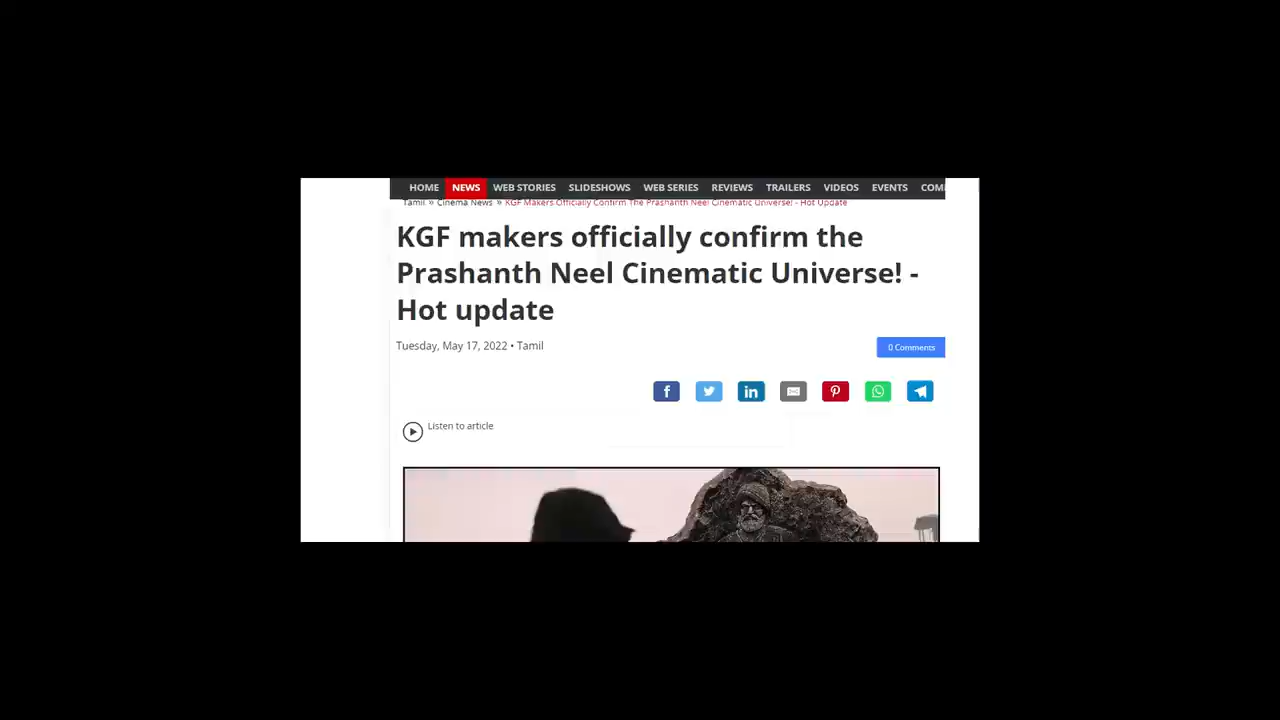 HOME NEWS WEB STORIES SLIDESHOWS WEB SERIES REVIEWS TRAILERS VIDEOS EVENTS COM
Tamil » Cinema News » KGF Makers Officially Confirm The Prashanth Neel Cinematic Universe! - Hot Update
KGF makers officially confirm the
Prashanth Neel Cinematic Universe! -
Hot update
Tuesday, May 17, 2022 • Tamil
0 Comments
Listen to article